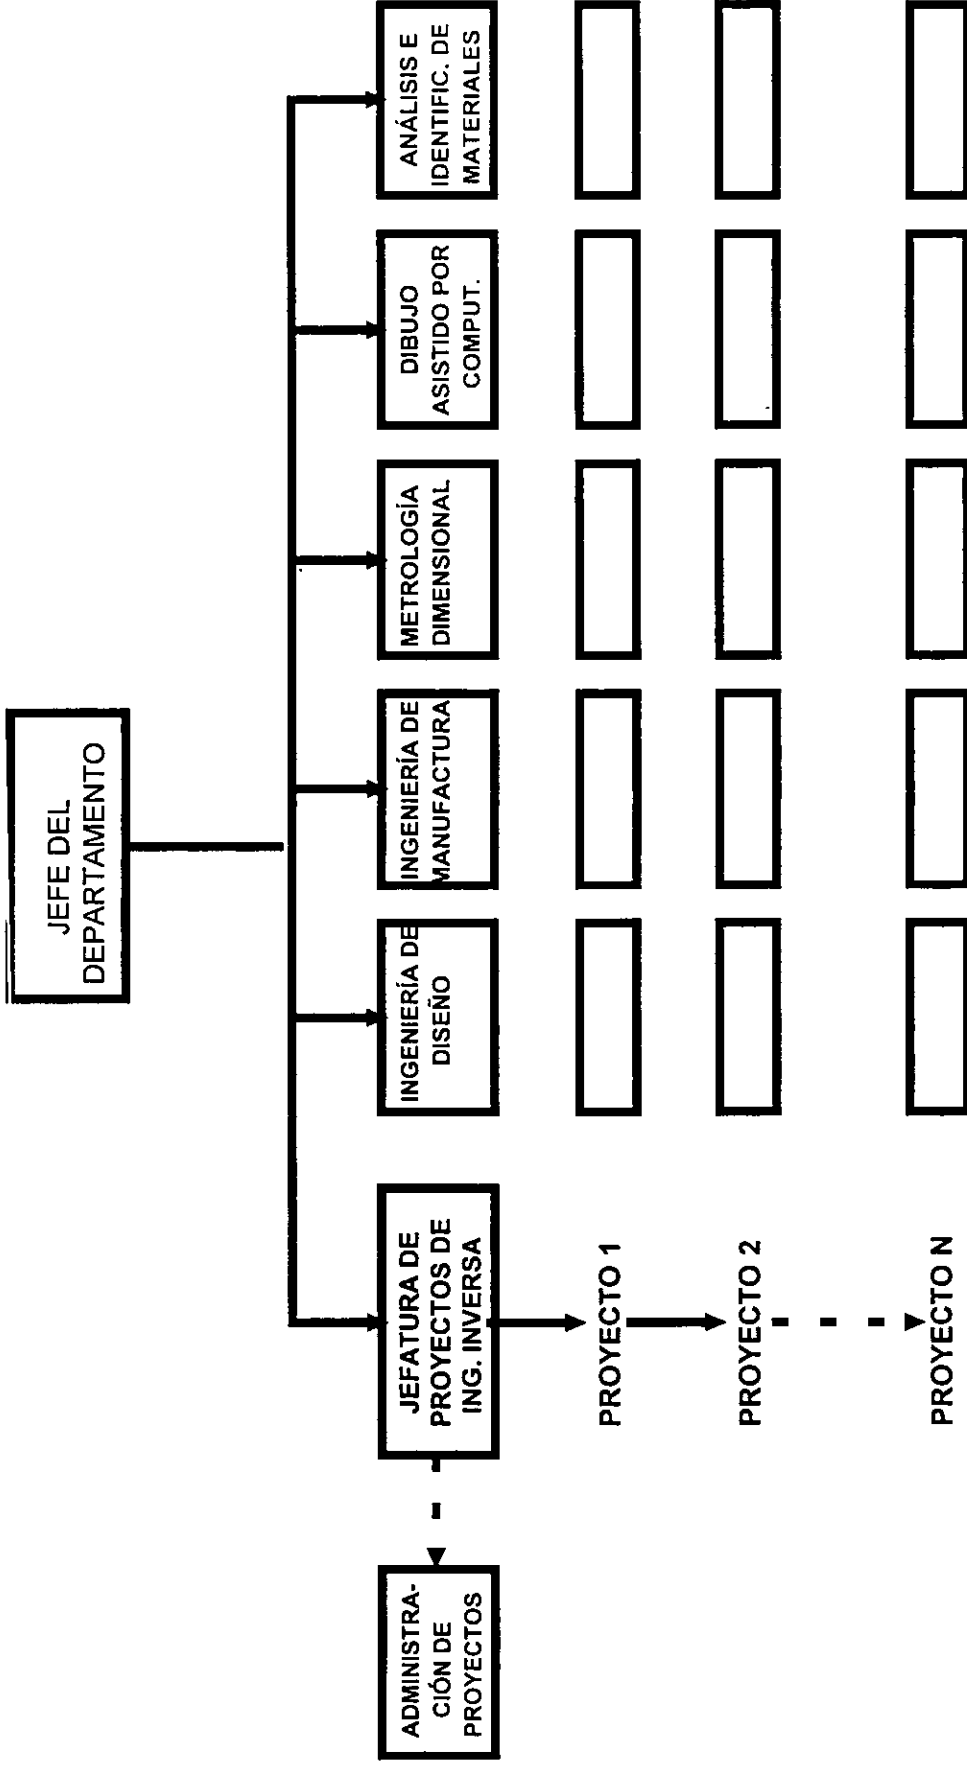 JEFE DEL
DEPARTAMENTO
ADMINISTRA-
CIÓN DE
PROYECTOS
JEFATURA DE
PROYECTOS DE
ING. INVERSA
INGENIERÍA DE
DISEÑO
INGENIERÍA DE
MANUFACTURA
METROLOGÍA
DIMENSIONAL
DIBUJO
ASISTIDO POR
COMPUT.
ANÁLISIS E
IDENTIFIC. DE
MATERIALES
PROYECTO 1
PROYECTO 2
PROYECTO N